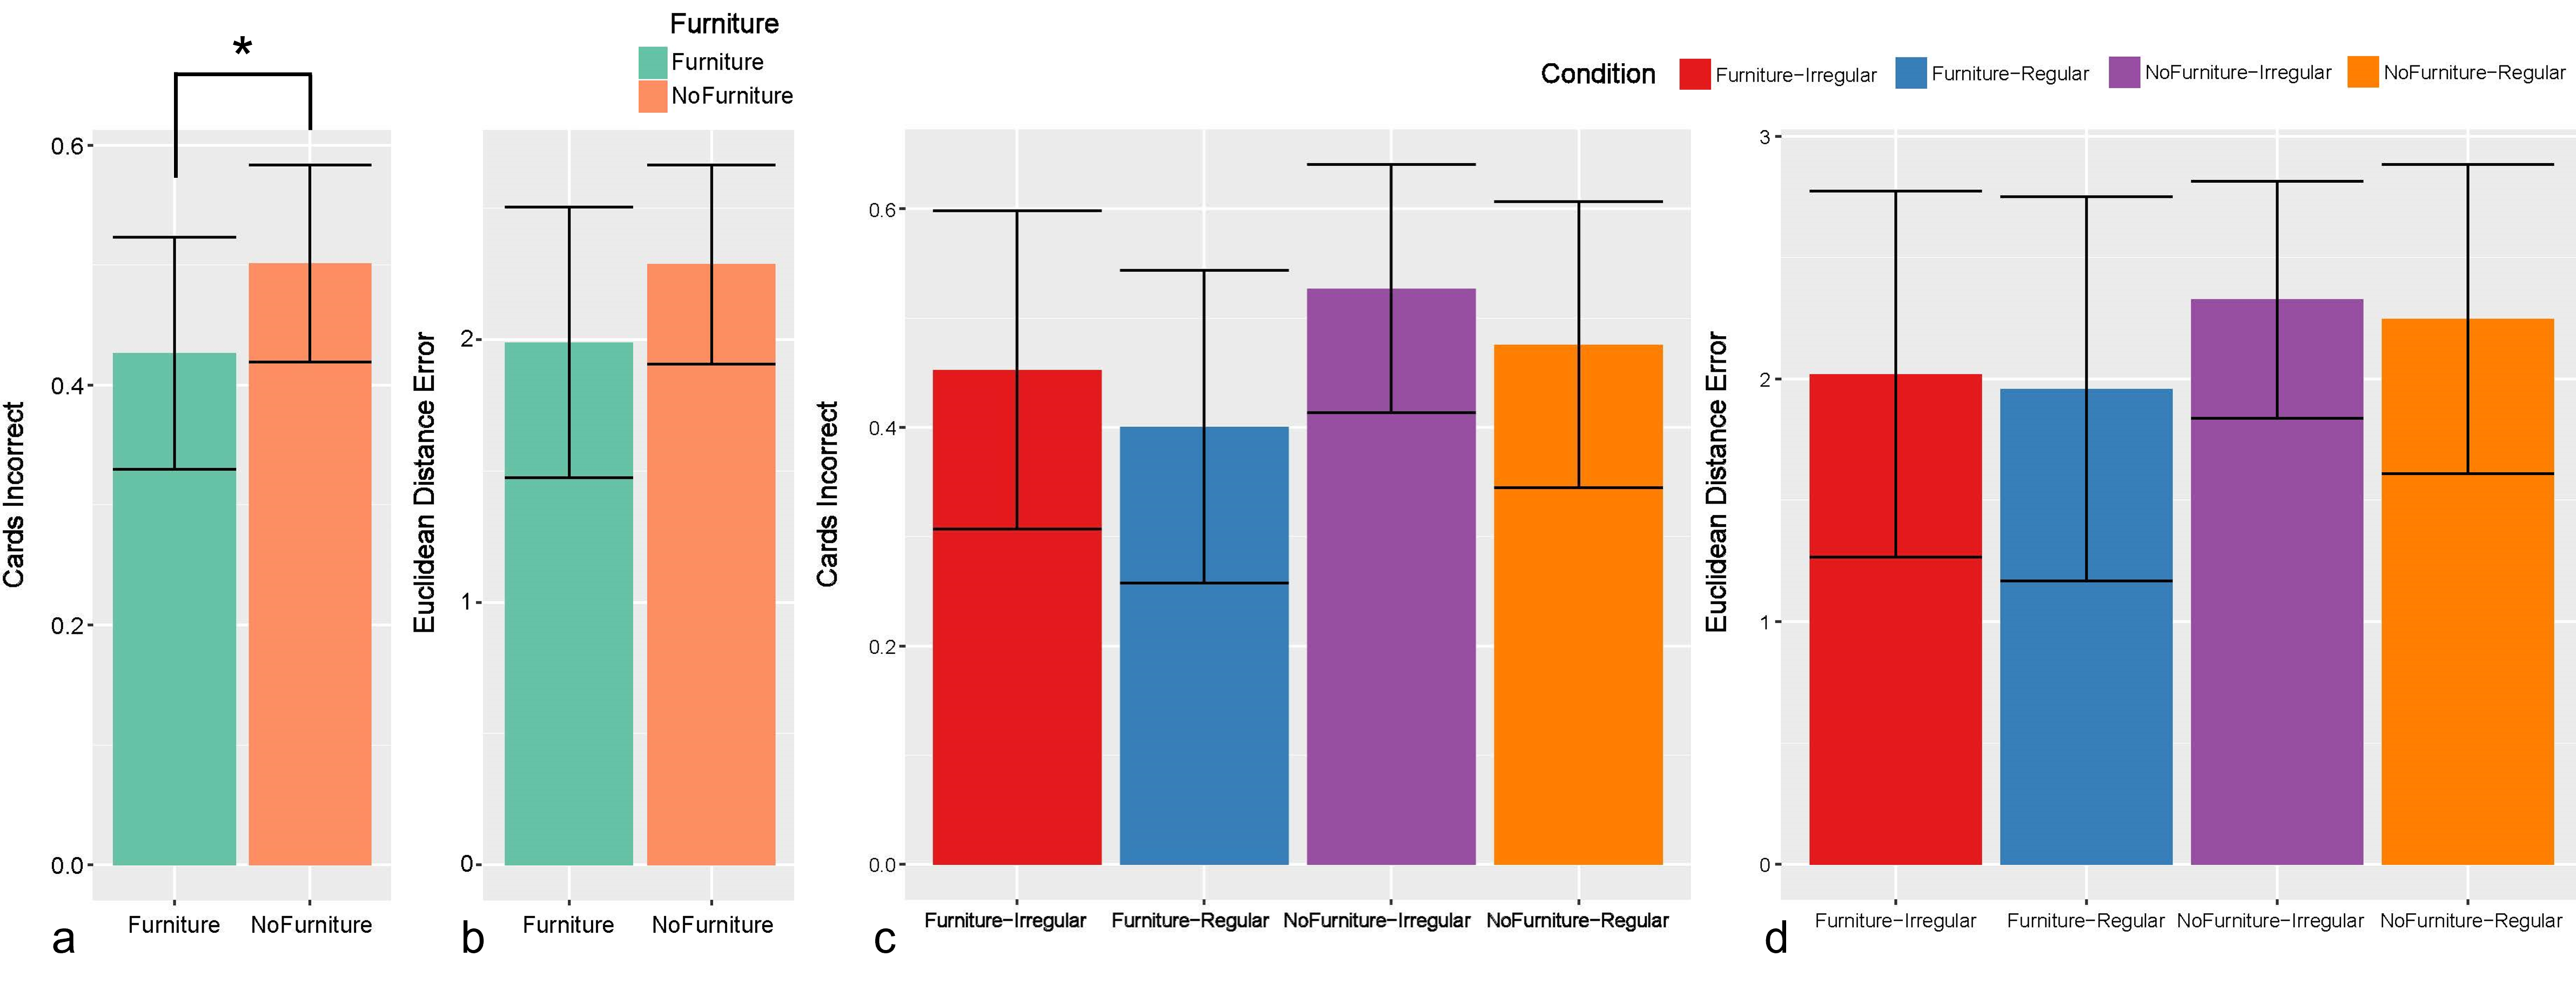 *
Furniture
Furniture
NoFurniture
Condition Furniture-Irregular Furniture-Regular NoFurniture-Irregular NoFurniture-Regular
Cards Incorrect
0.6
0.4
0.2
0.0
Furniture NoFurniture
a
Euclidean Distance Error
2
1
0
Furniture NoFurniture
b
Cards Incorrect
0.6
0.4
0.2
0.0
Furniture-Irregular Furniture-Regular NoFurniture-Irregular NoFurniture-Regular
c
Euclidean Distance Error
3
2
1
0
Furniture-Irregular Furniture-Regular NoFurniture-Irregular NoFurniture-Regular
d